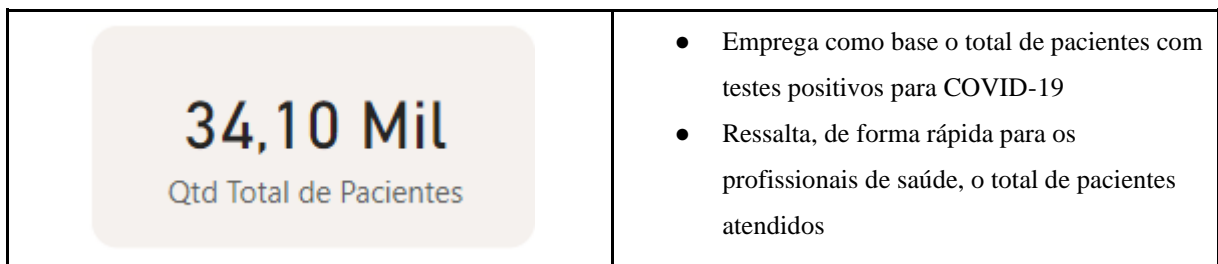 34,10 Mil
Qtd Total de Pacientes
● Emprega como base o total de pacientes com
testes positivos para COVID-19
● Ressalta, de forma rápida para os
profissionais de saúde, o total de pacientes
atendidos